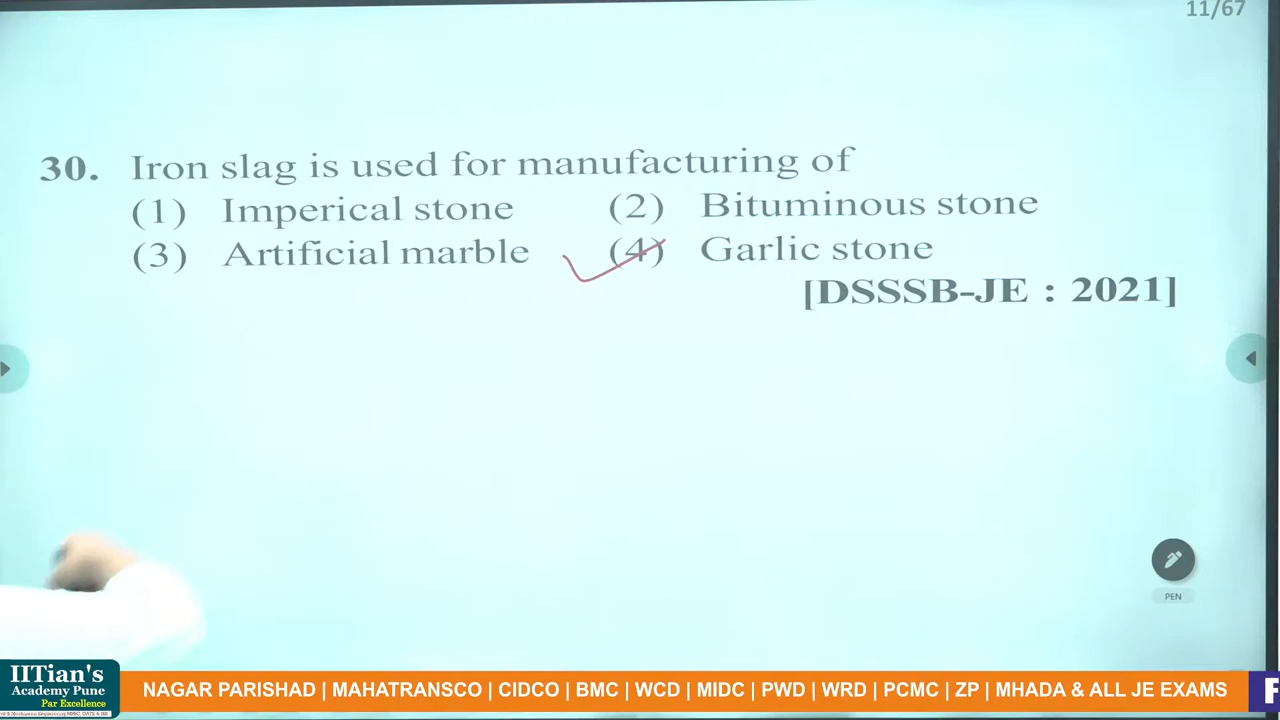 11/67
30. Iron slag is used for manufacturing of
(1) Imperical stone (2) Bituminous stone
(3) Artificial marble (4) Garlic stone
[DSSSB-JE : 2021]
PEN
IITian's
Academy Pune
Par Excellence
NAGAR PARISHAD | MAHATRANSCO | CIDCO | BMC | WCD | MIDC | PWD | WRD | PCMC | ZP | MHADA & ALL JE EXAMS
F